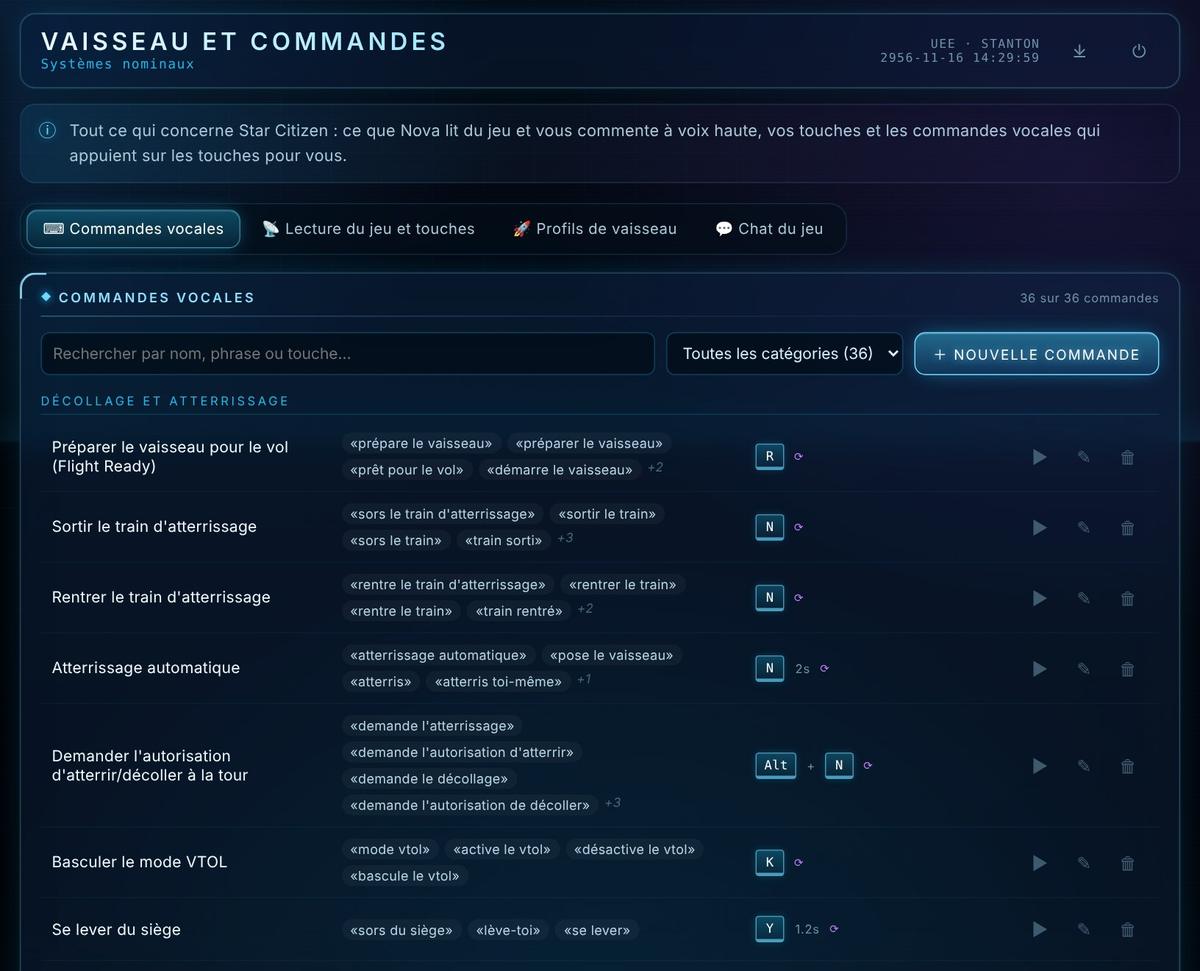 VAISSEAU ET COMMANDES
Systèmes nominaux
UEE · STANTON
2956-11-16 14:29:59
Tout ce qui concerne Star Citizen : ce que Nova lit du jeu et vous commente à voix haute, vos touches et les commandes vocales qui
appuient sur les touches pour vous.
Commandes vocales
Lecture du jeu et touches
Profils de vaisseau
Chat du jeu
COMMANDES VOCALES
36 sur 36 commandes
Rechercher par nom, phrase ou touche...
Toutes les catégories (36)
+ NOUVELLE COMMANDE
DÉCOLLAGE ET ATTERRISSAGE
Préparer le vaisseau pour le vol
(Flight Ready)
«prépare le vaisseau» «préparer le vaisseau»
«prêt pour le vol» «démarre le vaisseau» +2
R
Sortir le train d'atterrissage
«sors le train d'atterrissage» «sortir le train»
«sors le train» «train sorti» +3
N
Rentrer le train d'atterrissage
«rentre le train d'atterrissage» «rentrer le train»
«rentre le train» «train rentré» +2
N
Atterrissage automatique
«atterrissage automatique» «pose le vaisseau»
«atterris» «atterris toi-même» +1
N 2s
Demander l'autorisation
d'atterrir/décoller à la tour
«demande l'atterrissage»
«demande l'autorisation d'atterrir»
«demande le décollage»
«demande l'autorisation de décoller» +3
Alt + N
Basculer le mode VTOL
«mode vtol» «active le vtol» «désactive le vtol»
«bascule le vtol»
K
Se lever du siège
«sors du siège» «lève-toi» «se lever»
Y 1.2s